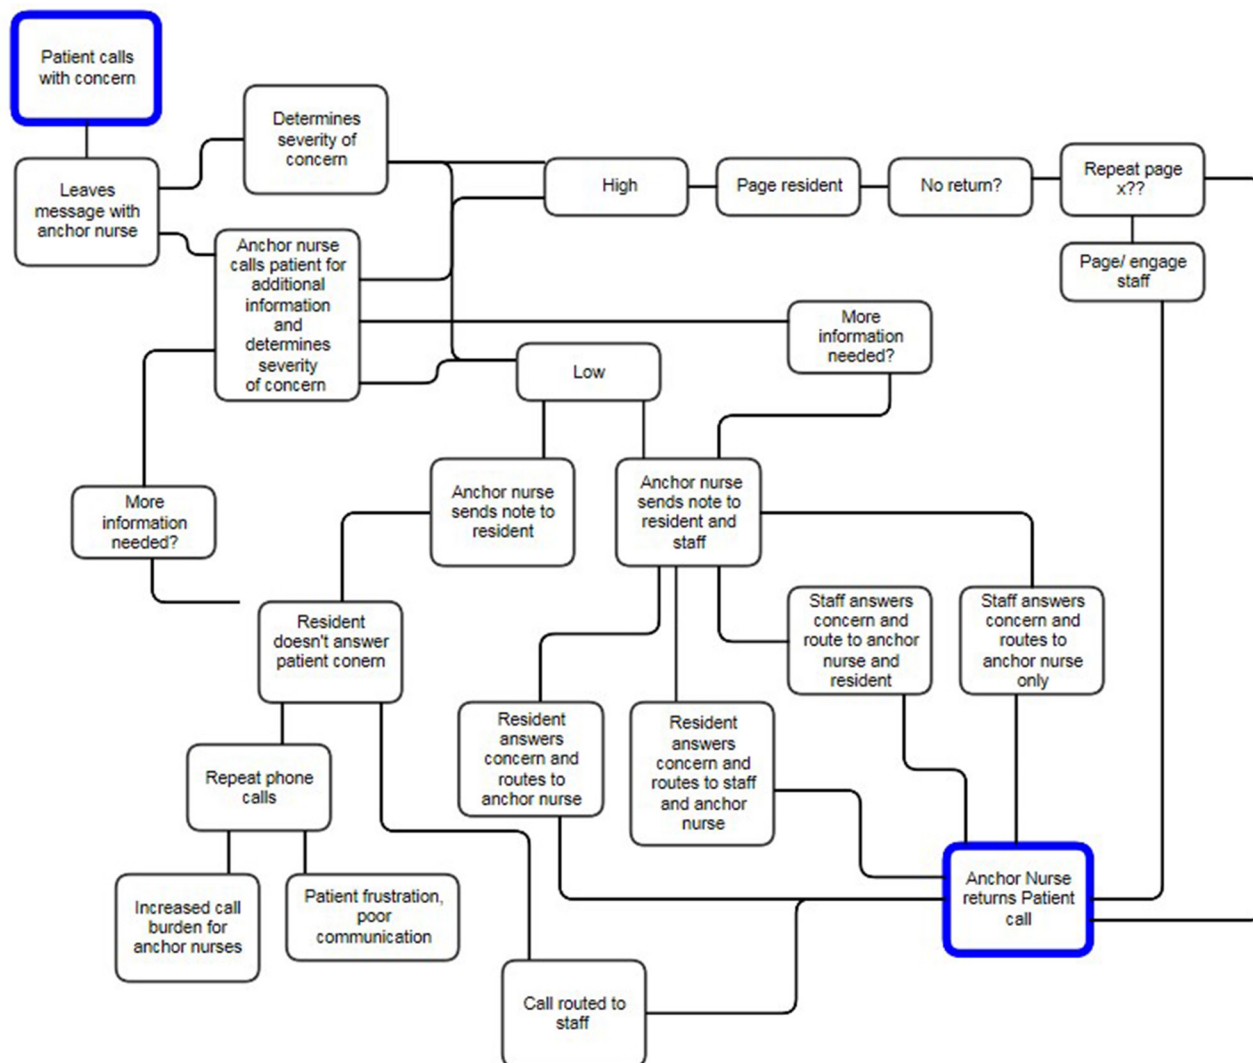 Patient calls
with concern
Determines
severity of
concern
Leaves
message with
anchor nurse
High
Page resident
No return?
Repeat page
x??
Anchor nurse
calls patient for
additional
information
and
determines
severity
of concern
Page/ engage
staff
More
information
needed?
Low
Anchor nurse
sends note to
resident
Anchor nurse
sends note to
resident and
staff
More
information
needed?
Resident
doesn't answer
patient conern
Staff answers
concern and
route to anchor
nurse and
resident
Staff answers
concern and
routes to
anchor nurse
only
Resident
answers
concern and
routes to
anchor nurse
Resident
answers
concern and
routes to staff
and anchor
nurse
Repeat phone
calls
Increased call
burden for
anchor nurses
Patient frustration,
poor
communication
Anchor Nurse
returns Patient
call
Call routed to
staff